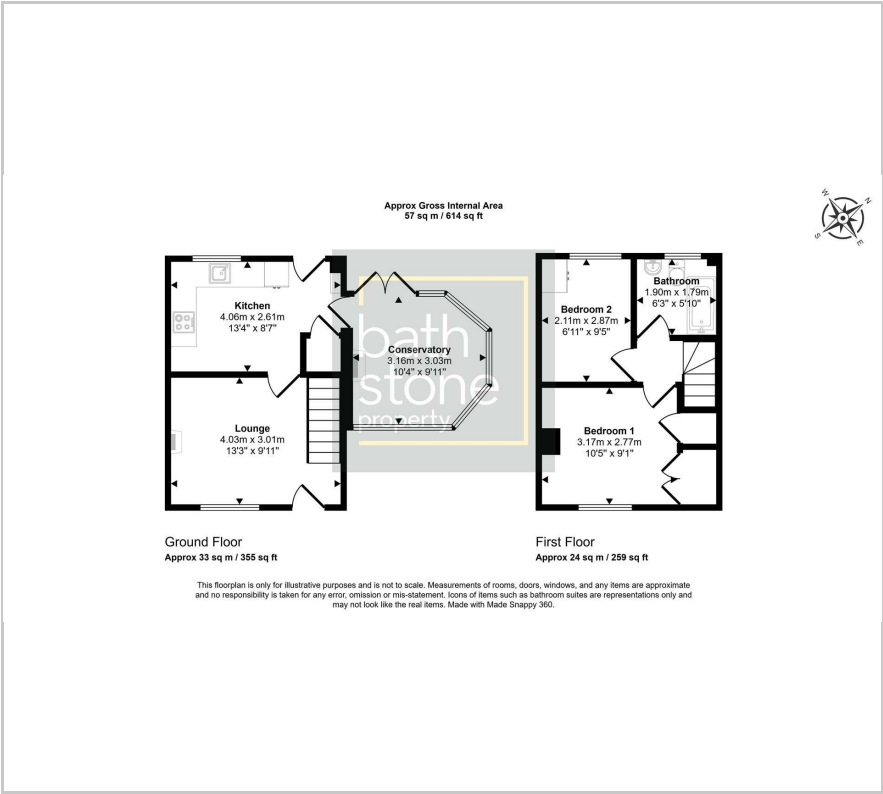 Approx Gross Internal Area
57 sq m / 614 sq ft
W
N
S
E
Kitchen
4.06m x 2.61m
13'4" x 8'7"
Conservatory
3.16m x 3.03m
10'4" x 9'11"
bath
stone
property
Lounge
4.03m x 3.01m
13'3" x 9'11"
Bedroom 2
2.11m x 2.87m
6'11" x 9'5"
Bathroom
1.90m x 1.79m
6'3" x 5'10"
Bedroom 1
3.17m x 2.77m
10'5" x 9'1"
Ground Floor
Approx 33 sq m / 355 sq ft
First Floor
Approx 24 sq m / 259 sq ft
This floorplan is only for illustrative purposes and is not to scale. Measurements of rooms, doors, windows, and any items are approximate
and no responsibility is taken for any error, omission or mis-statement. Icons of items such as bathroom suites are representations only and
may not look like the real items. Made with Made Snappy 360.